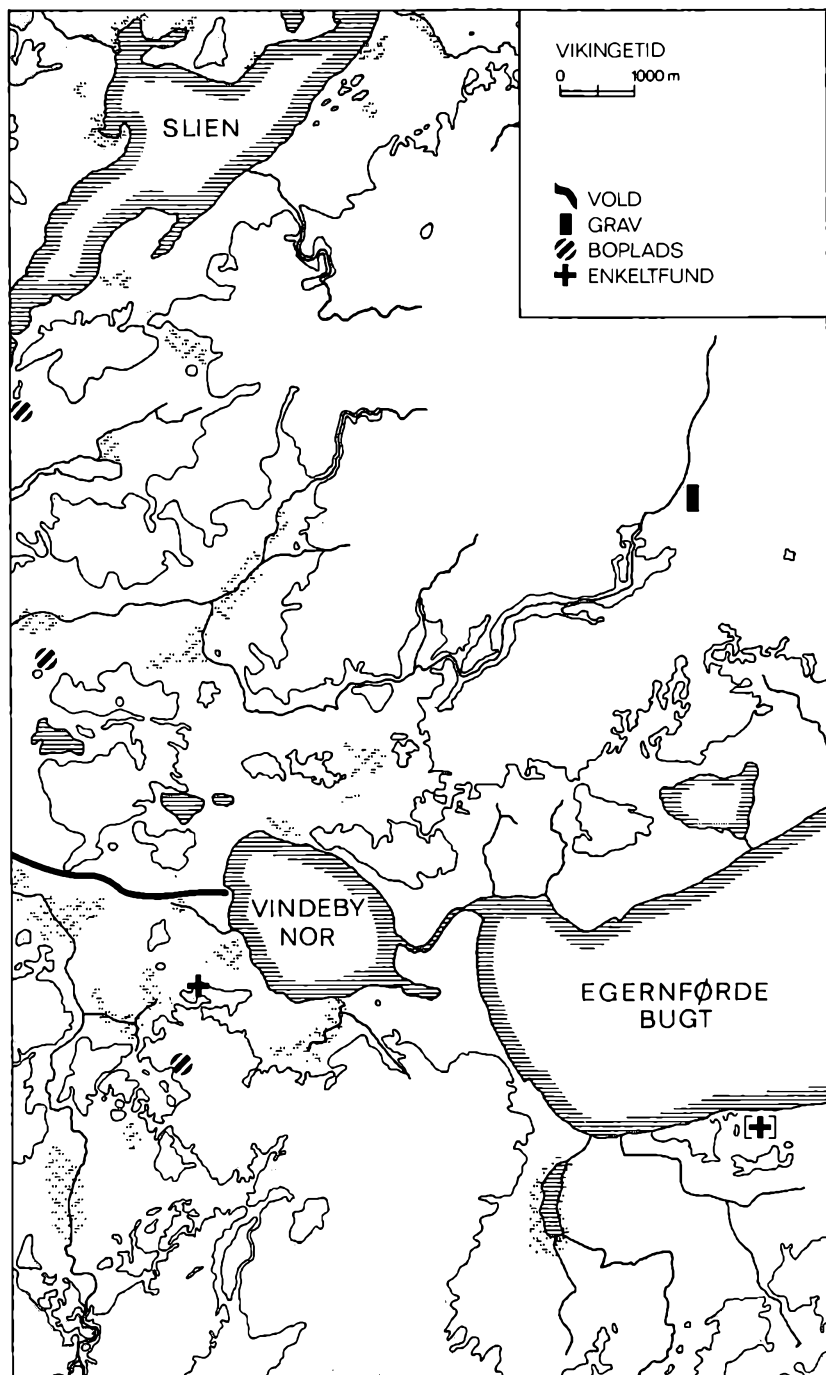 VIKINGETID
0 1000 m
VOLD
GRAV
BOPLADS
ENKELTFUND
SLIEN
VINDEBY
NOR
EGERNFØRDE
BUGT